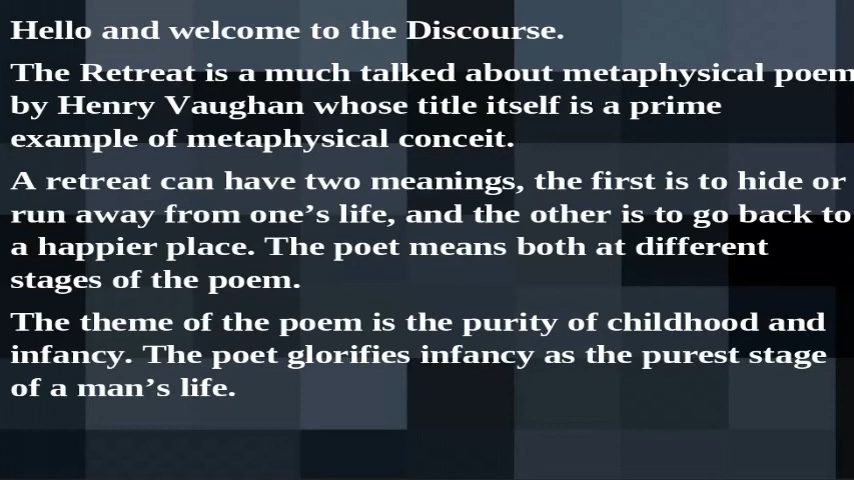 Hello and welcome to the Discourse.
The Retreat is a much talked about metaphysical poem
by Henry Vaughan whose title itself is a prime
example of metaphysical conceit.
A retreat can have two meanings, the first is to hide or
run away from one’s life, and the other is to go back to
a happier place. The poet means both at different
stages of the poem.
The theme of the poem is the purity of childhood and
infancy. The poet glorifies infancy as the purest stage
of a man’s life.